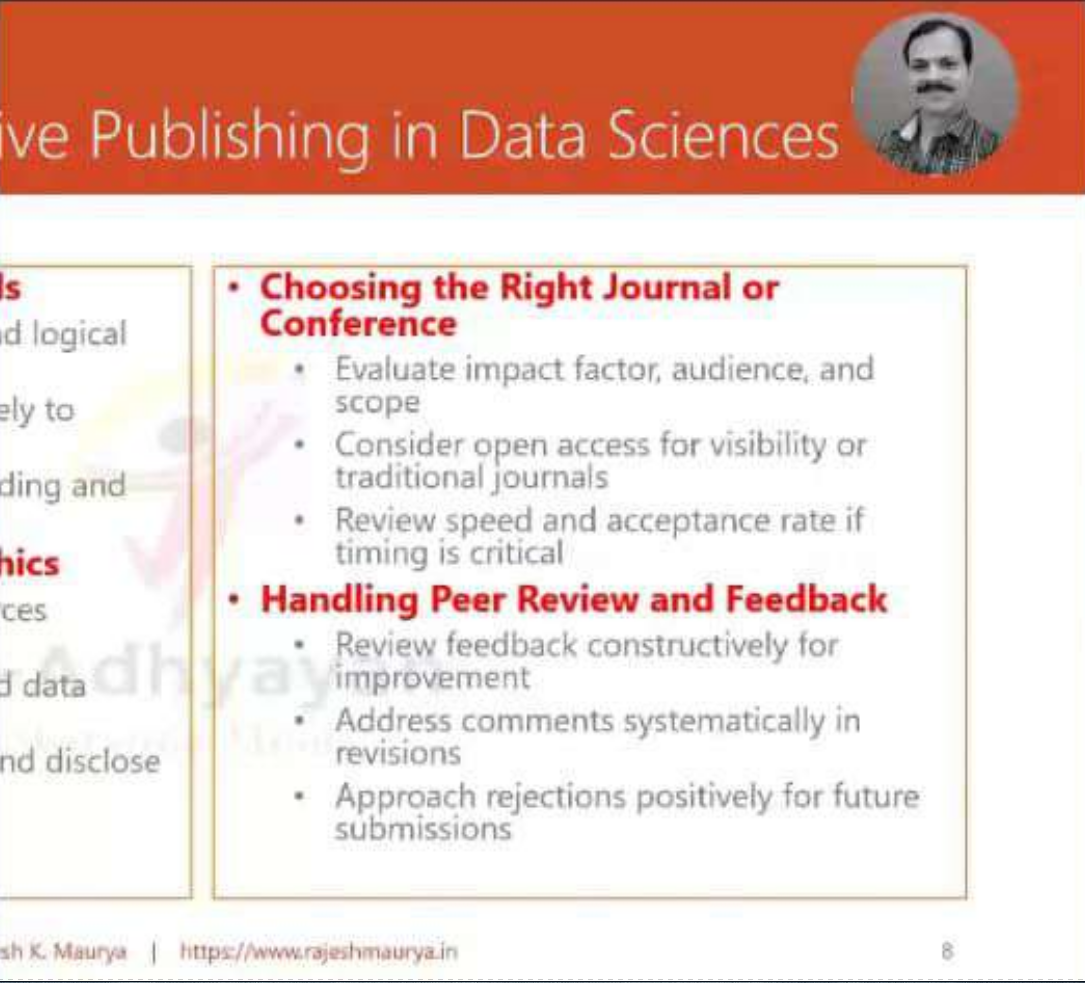 ive Publishing in Data Sciences
ls
nd logical
ely to
ding and
hics
rces
d data
nd disclose
• Choosing the Right Journal or
Conference
• Evaluate impact factor, audience, and
scope
• Consider open access for visibility or
traditional journals
• Review speed and acceptance rate if
timing is critical
• Handling Peer Review and Feedback
• Review feedback constructively for
improvement
• Address comments systematically in
revisions
• Approach rejections positively for future
submissions
Adhyayan
sh K. Maurya | https://www.rajeshmaurya.in
8